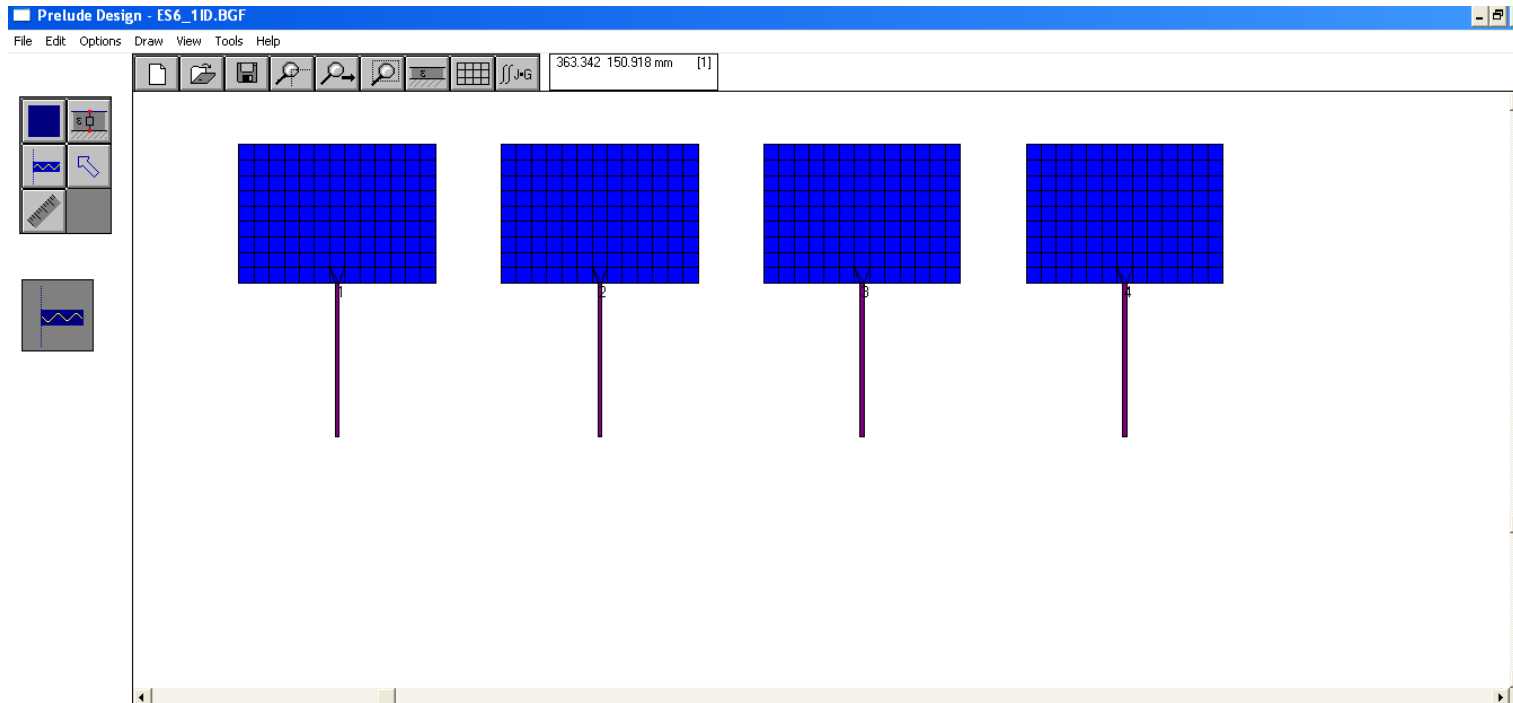 Prelude Design - ES6_1ID.BGF
File Edit Options Draw View Tools Help
ε ∫∫J•G 363.342 150.918 mm [1]
ε
1 2 3 4